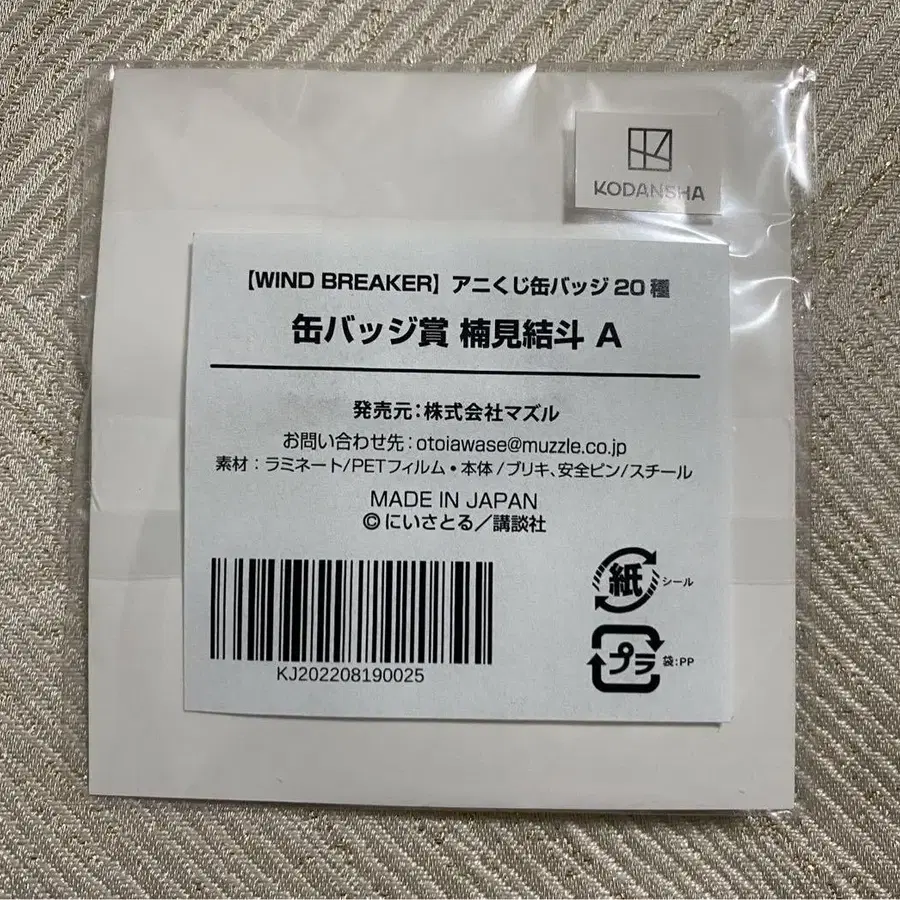 KODANSHA
【WIND BREAKER】アニくじ缶バッジ20種
缶バッジ賞 楠見結斗 A
発売元:株式会社マズル
お問い合わせ先:otoiawase@muzzle.co.jp
素材:ラミネート/PETフィルム・本体/ブリキ、安全ピン/スチール
MADE IN JAPAN
©にいさとる/講談社
KJ202208190025
紙 シール
プラ 袋:PP